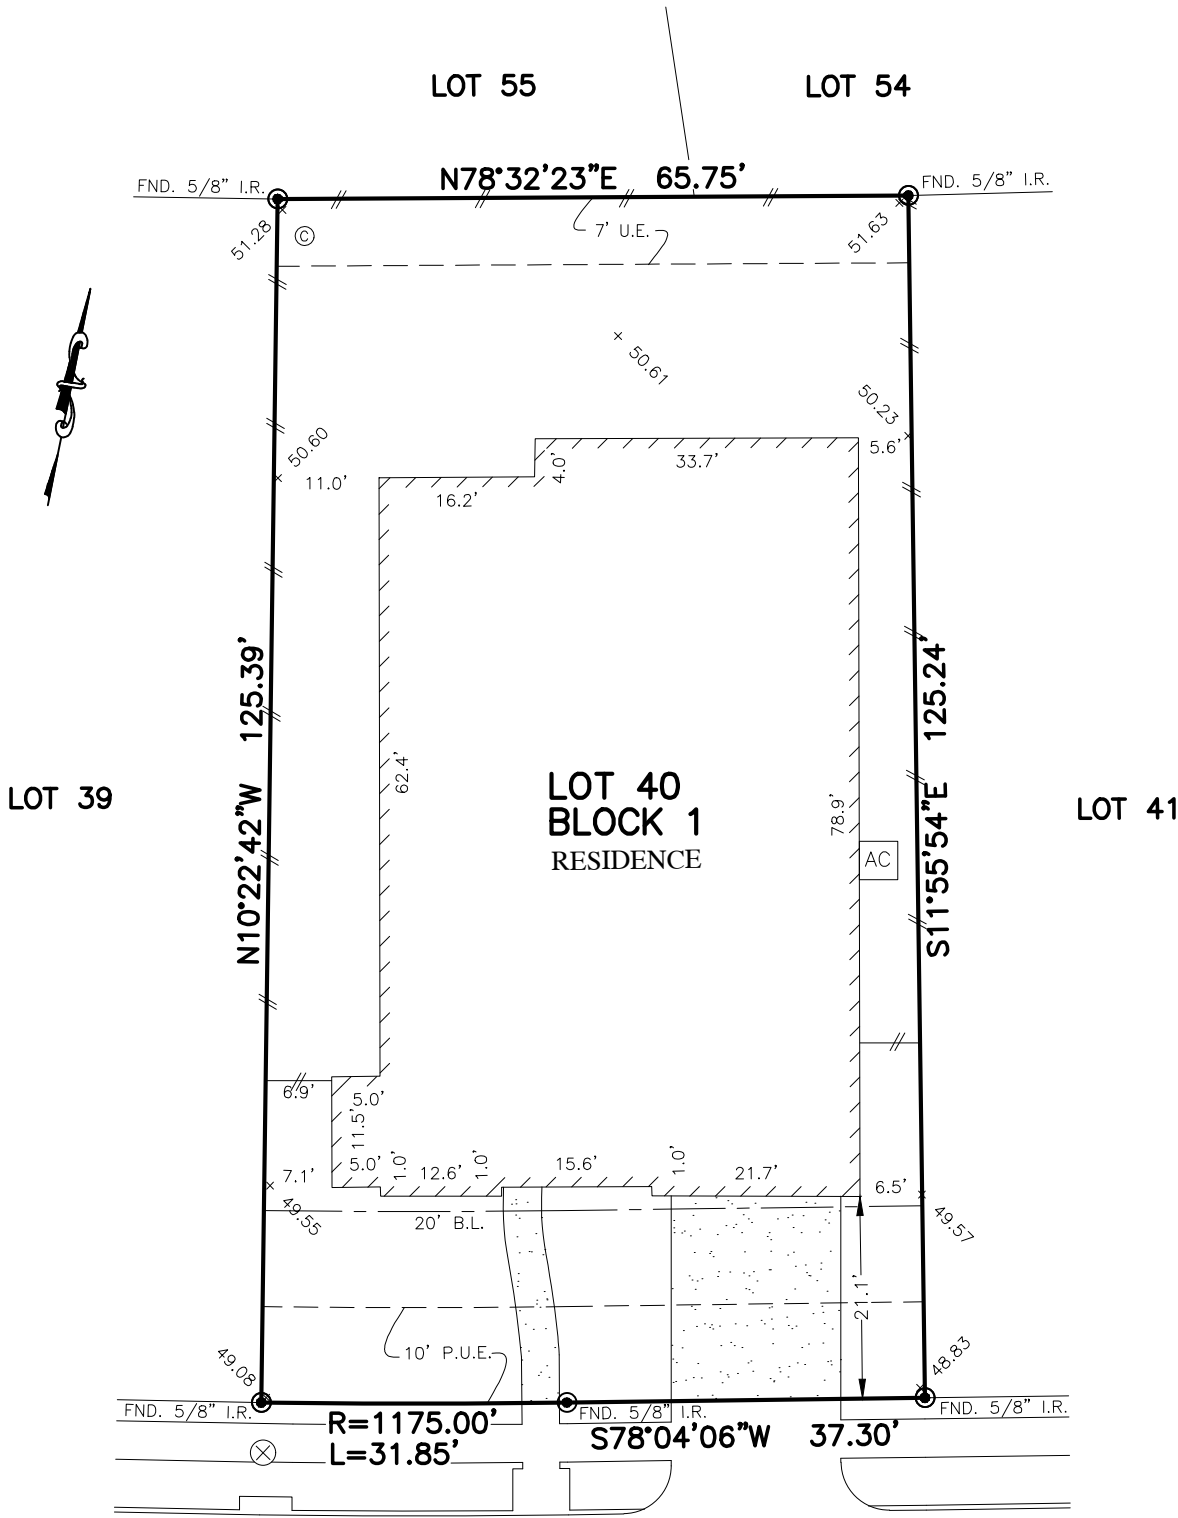 LOT 55
LOT 54
N78°32'23"E 65.75'
FND. 5/8" I.R.
FND. 5/8" I.R.
51.28
©
7' U.E.
51.63
50.61
50.23
50.60
5.6'
11.0'
16.2'
4.0'
33.7'
N10°22'42"W 125.39'
S11°55'54"E 125.24'
62.4'
78.9'
LOT 39
LOT 40
BLOCK 1
RESIDENCE
AC
LOT 41
6.9'
5.0'
11.5'
7.1'
5.0'
1.0'
12.6'
1.0'
15.6'
1.0'
21.7'
6.5'
49.55
20' B.L.
49.57
21.1'
10' P.U.E.
49.08
48.83
FND. 5/8" I.R.
FND. 5/8" I.R.
FND. 5/8" I.R.
R=1175.00'
L=31.85'
S78°04'06"W 37.30'